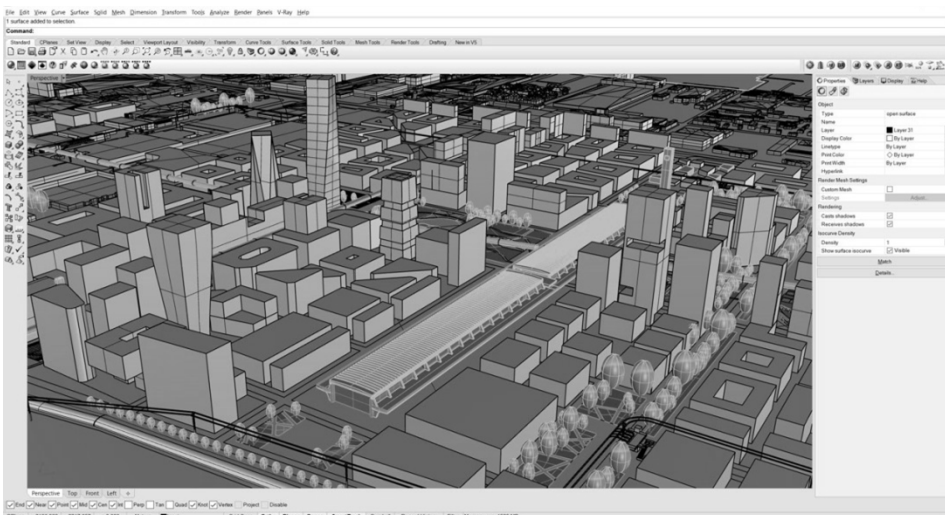 File Edit View Curve Surface Solid Mesh Dimension Transform Tools Analyze Render Panels V-Ray Help
1 surface added to selection.
Command:
Standard CPlanes Set View Display Select Viewport Layout Visibility Transform Curve Tools Surface Tools Solid Tools Mesh Tools Render Tools Drafting New in V5
Perspective
Properties Layers Display Help
Object
Type open surface
Name
Layer Layer 31
Display Color By Layer
Linetype By Layer
Print Color By Layer
Print Width By Layer
Hyperlink
Render Mesh Settings
Custom Mesh
Settings Adjust
Rendering
Casts shadows
Receives shadows
Isocurve Density
Density 1
Show surface isocurve Visible
Match
Details...
Perspective Top Front Left
End Near Point Mid Cen Int Perp Tan Quad Knot Vertex Project Disable